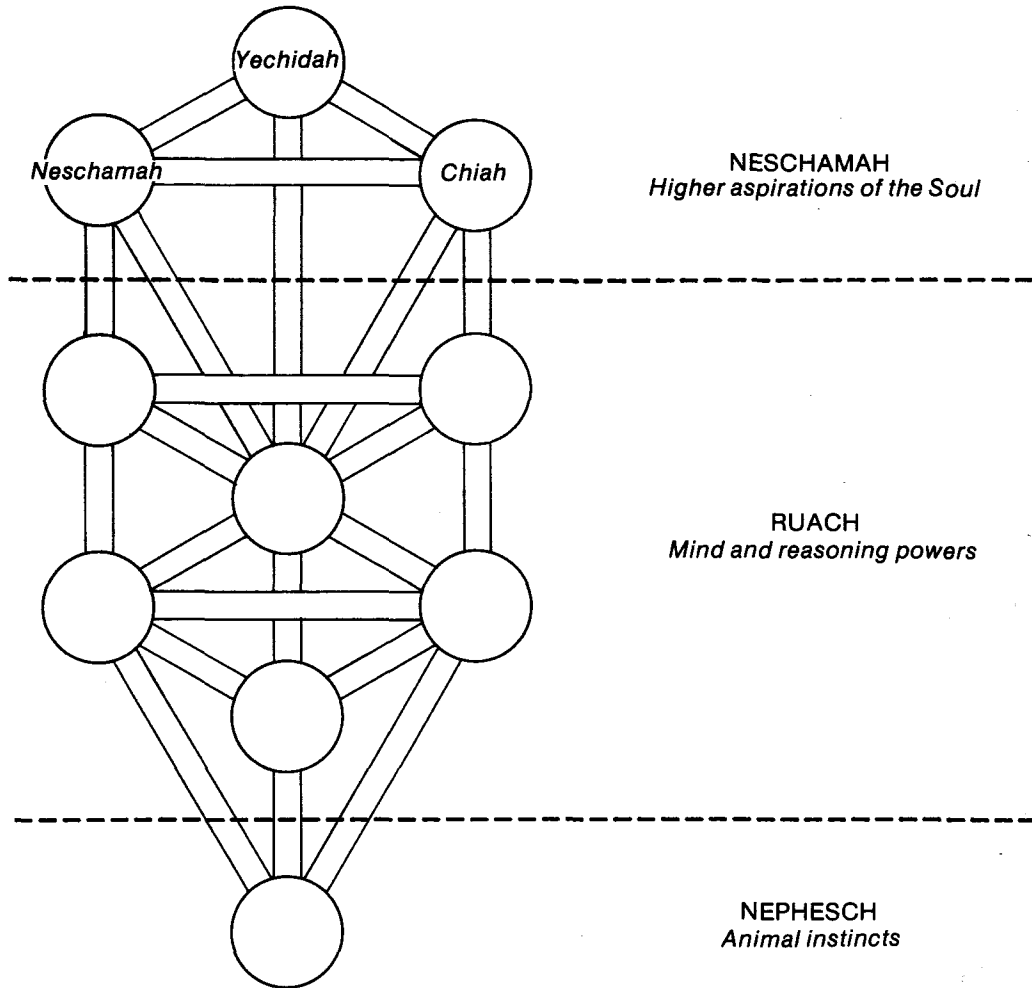 Yechidah
Neschamah
Chiah
NESCHAMAH
Higher aspirations of the Soul
RUACH
Mind and reasoning powers
NEPHESCH
Animal instincts